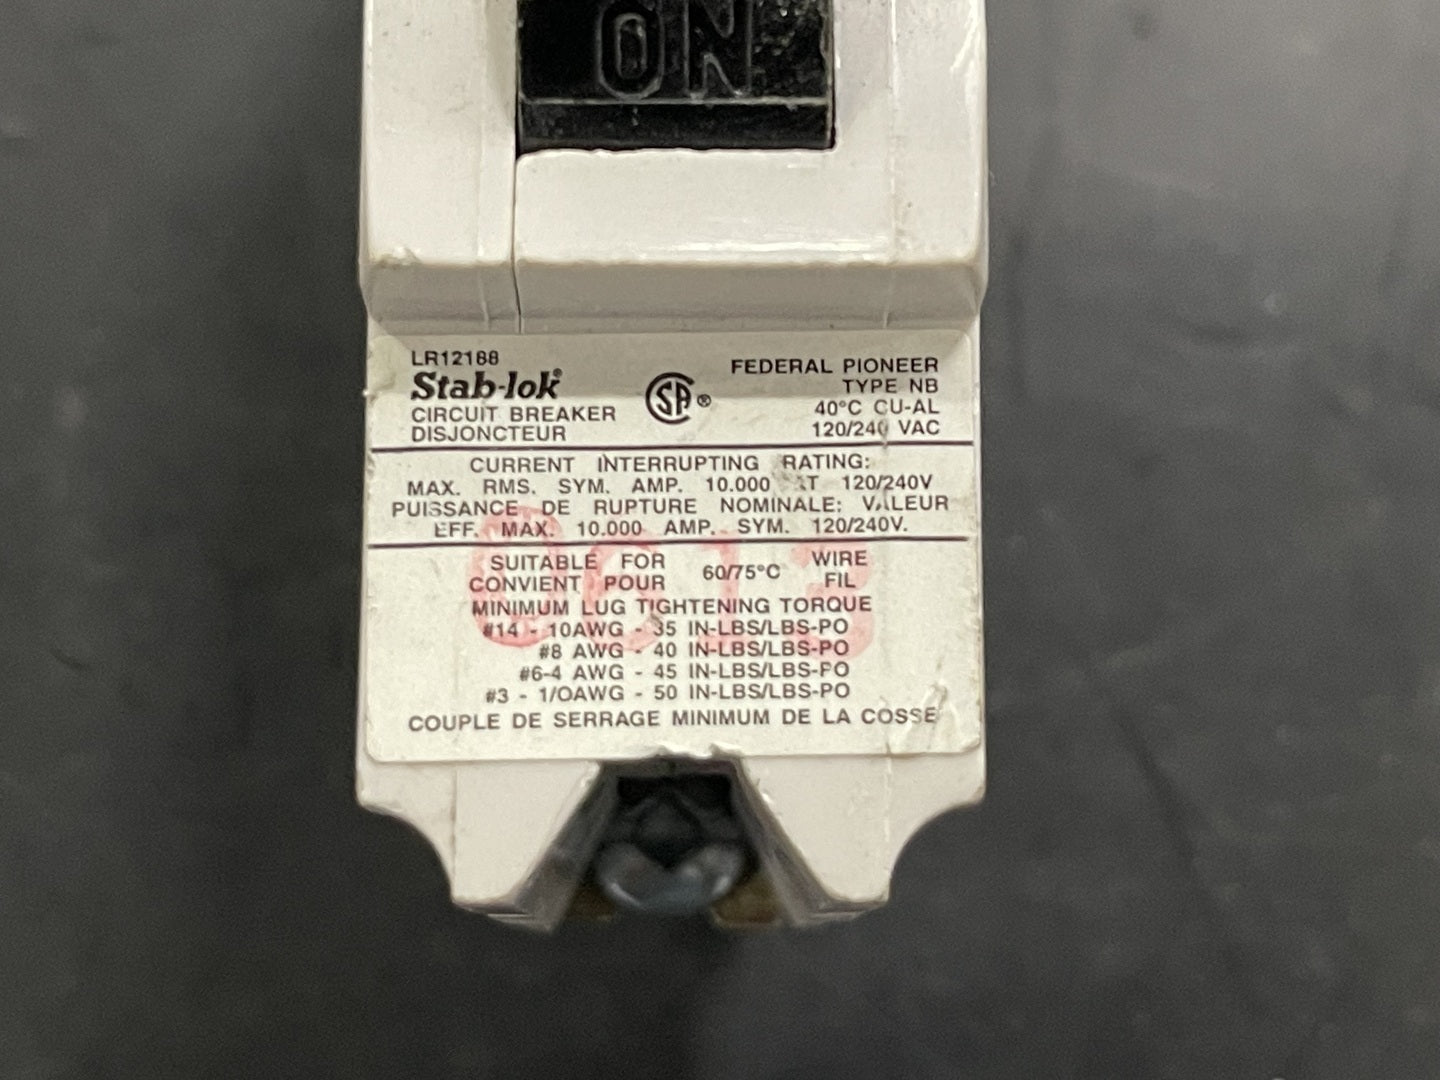 ON
LR12188
Stab-lok®
CIRCUIT BREAKER
DISJONCTEUR
SA ®
FEDERAL PIONEER
TYPE NB
40°C CU-AL
120/240 VAC
CURRENT INTERRUPTING RATING:
MAX. RMS. SYM. AMP. 10.000 AT 120/240V
PUISSANCE DE RUPTURE NOMINALE: VALEUR
EFF. MAX. 10.000 AMP. SYM. 120/240V.
0613
SUITABLE FOR 60/75°C WIRE
CONVIENT POUR FIL
MINIMUM LUG TIGHTENING TORQUE
#14 - 10AWG - 35 IN-LBS/LBS-PO
#8 AWG - 40 IN-LBS/LBS-PO
#6-4 AWG - 45 IN-LBS/LBS-PO
#3 - 1/OAWG - 50 IN-LBS/LBS-PO
COUPLE DE SERRAGE MINIMUM DE LA COSSE